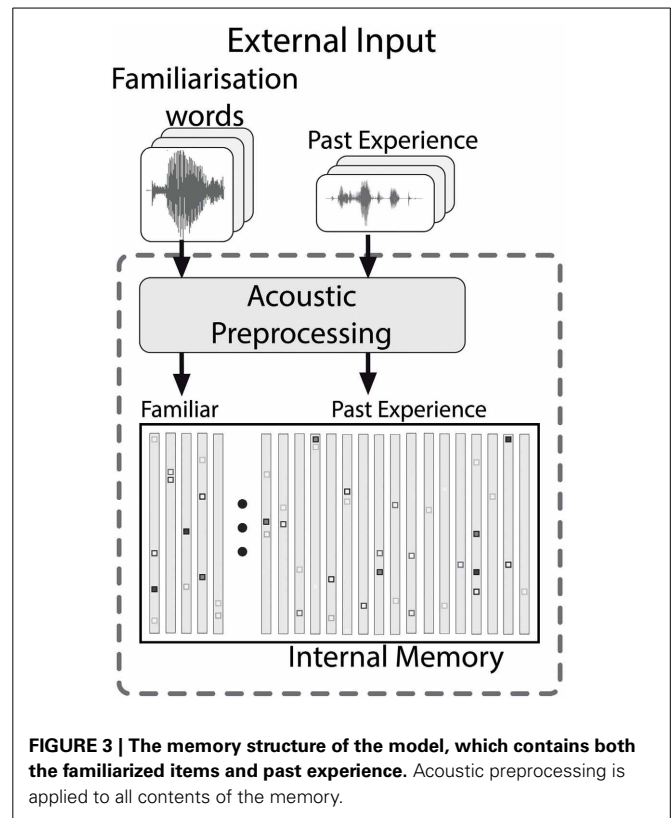 External Input
Familiarisation
words
Past Experience
Acoustic
Preprocessing
Familiar
Past Experience
Internal Memory
FIGURE 3 | The memory structure of the model, which contains both
the familiarized items and past experience. Acoustic preprocessing is
applied to all contents of the memory.